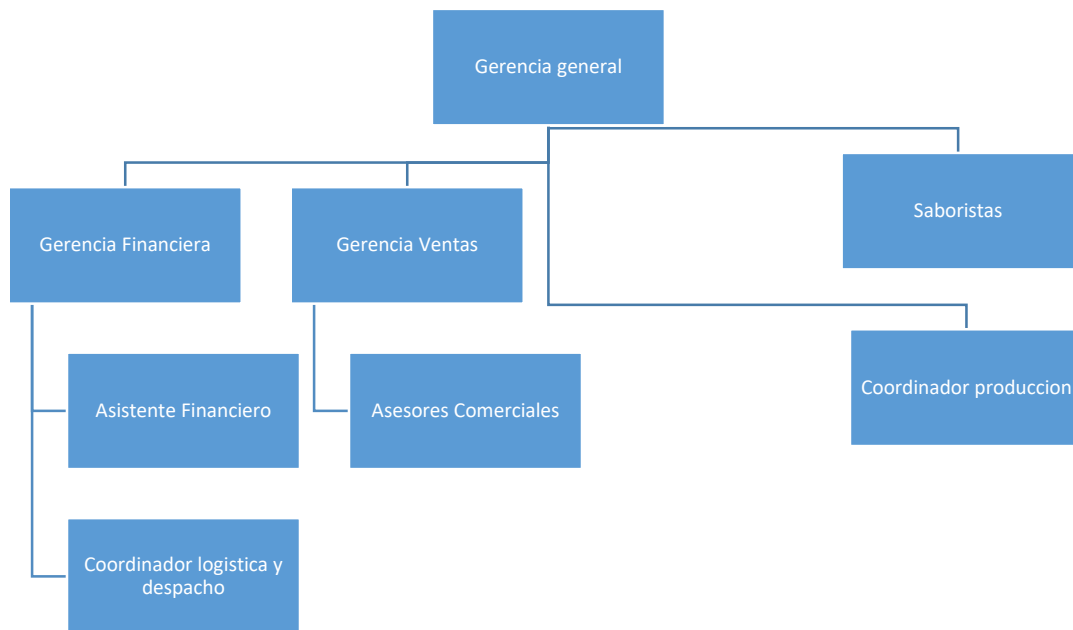 Gerencia general
Gerencia Financiera
Gerencia Ventas
Saboristas
Asistente Financiero
Asesores Comerciales
Coordinador produccion
Coordinador logistica y
despacho